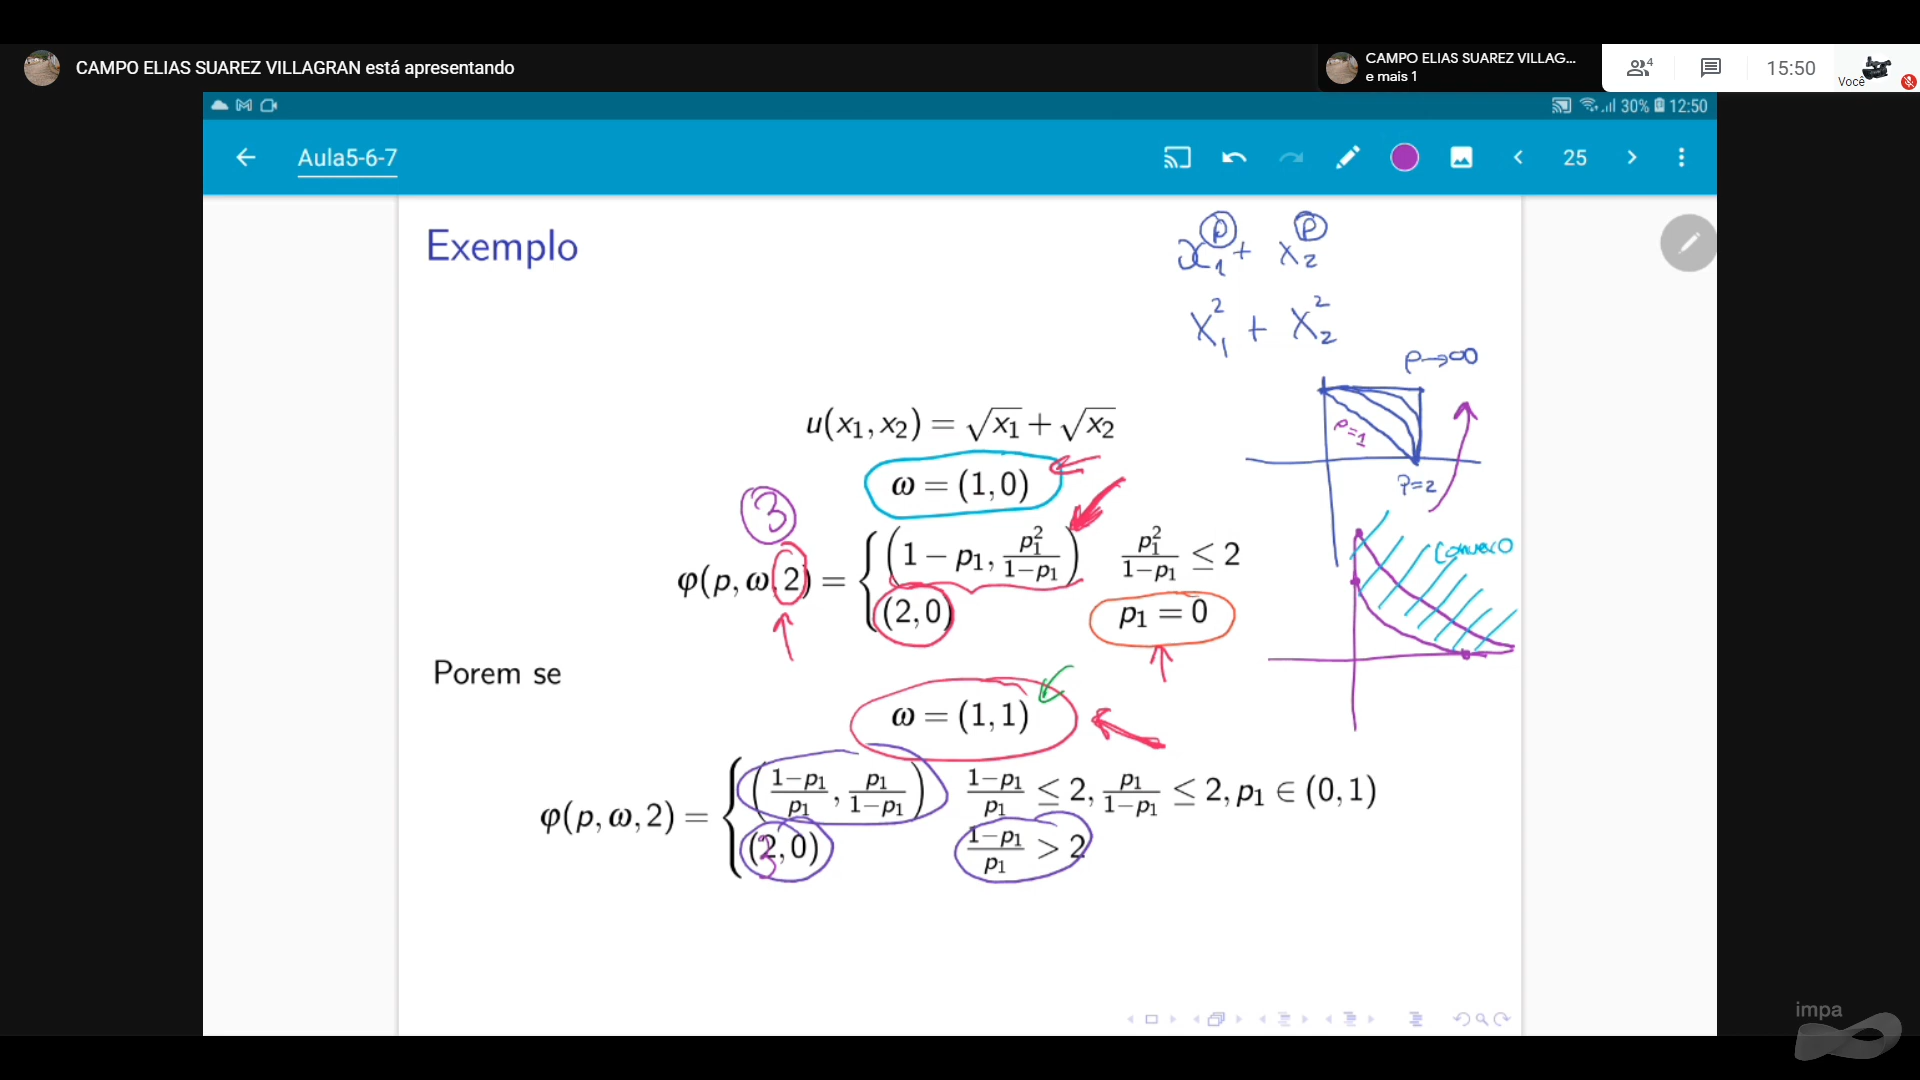 CAMPO ELIAS SUAREZ VILLAGRAN está apresentando
CAMPO ELIAS SUAREZ VILLAG...
e mais 1
4
15:50
Você
30% 12:50
Aula5-6-7
25
Exemplo
x₁^p + x₂^p
x₁² + x₂²
p→∞
p=1
p=2
u(x₁, x₂) = √x₁ + √x₂
ω = (1, 0)
3
φ(p, ω, 2) = { (1 − p₁, p₁²/(1−p₁))   p₁²/(1−p₁) ≤ 2
(2, 0)   p₁ = 0
convexo
Porem se
ω = (1, 1)
φ(p, ω, 2) = { ((1−p₁)/p₁, p₁/(1−p₁))   (1−p₁)/p₁ ≤ 2, p₁/(1−p₁) ≤ 2, p₁ ∈ (0, 1)
(2, 0)   (1−p₁)/p₁ > 2
3
impa